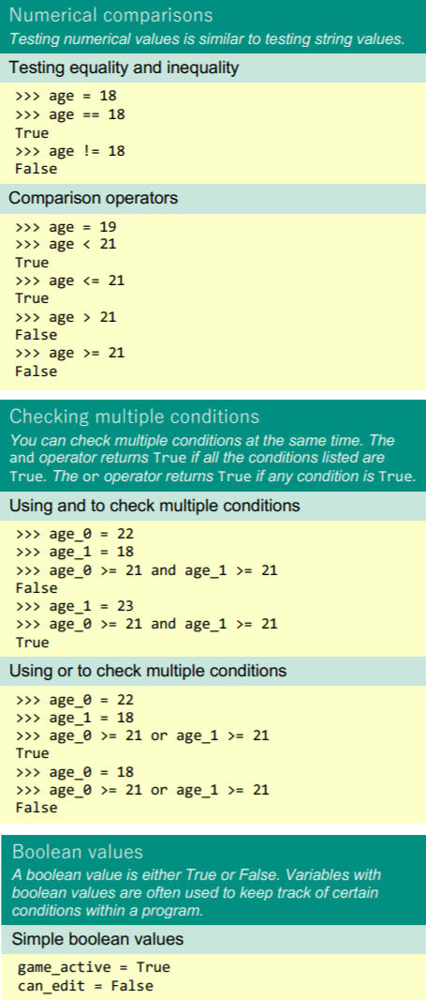 Numerical comparisons
Testing numerical values is similar to testing string values.
Testing equality and inequality
>>> age = 18
>>> age == 18
True
>>> age != 18
False
Comparison operators
>>> age = 19
>>> age < 21
True
>>> age <= 21
True
>>> age > 21
False
>>> age >= 21
False
Checking multiple conditions
You can check multiple conditions at the same time. The
and operator returns True if all the conditions listed are
True. The or operator returns True if any condition is True.
Using and to check multiple conditions
>>> age_0 = 22
>>> age_1 = 18
>>> age_0 >= 21 and age_1 >= 21
False
>>> age_1 = 23
>>> age_0 >= 21 and age_1 >= 21
True
Using or to check multiple conditions
>>> age_0 = 22
>>> age_1 = 18
>>> age_0 >= 21 or age_1 >= 21
True
>>> age_0 = 18
>>> age_0 >= 21 or age_1 >= 21
False
Boolean values
A boolean value is either True or False. Variables with
boolean values are often used to keep track of certain
conditions within a program.
Simple boolean values
game_active = True
can_edit = False